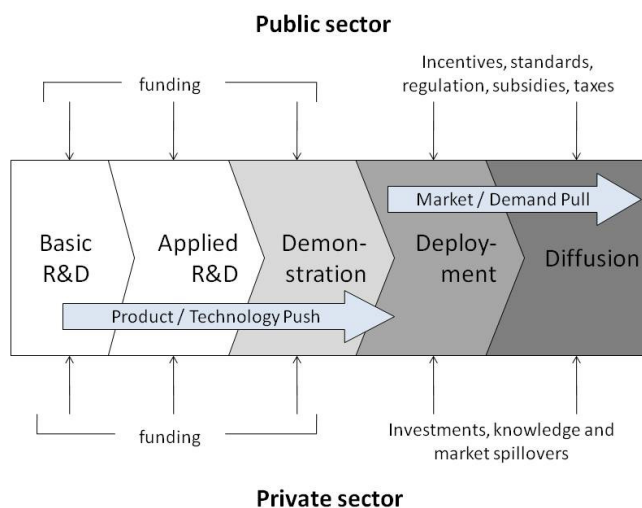 Public sector
funding
Incentives, standards,
regulation, subsidies, taxes
Market / Demand Pull
Basic
R&D
Applied
R&D
Demon-
stration
Deploy-
ment
Diffusion
Product / Technology Push
funding
Investments, knowledge and
market spillovers
Private sector